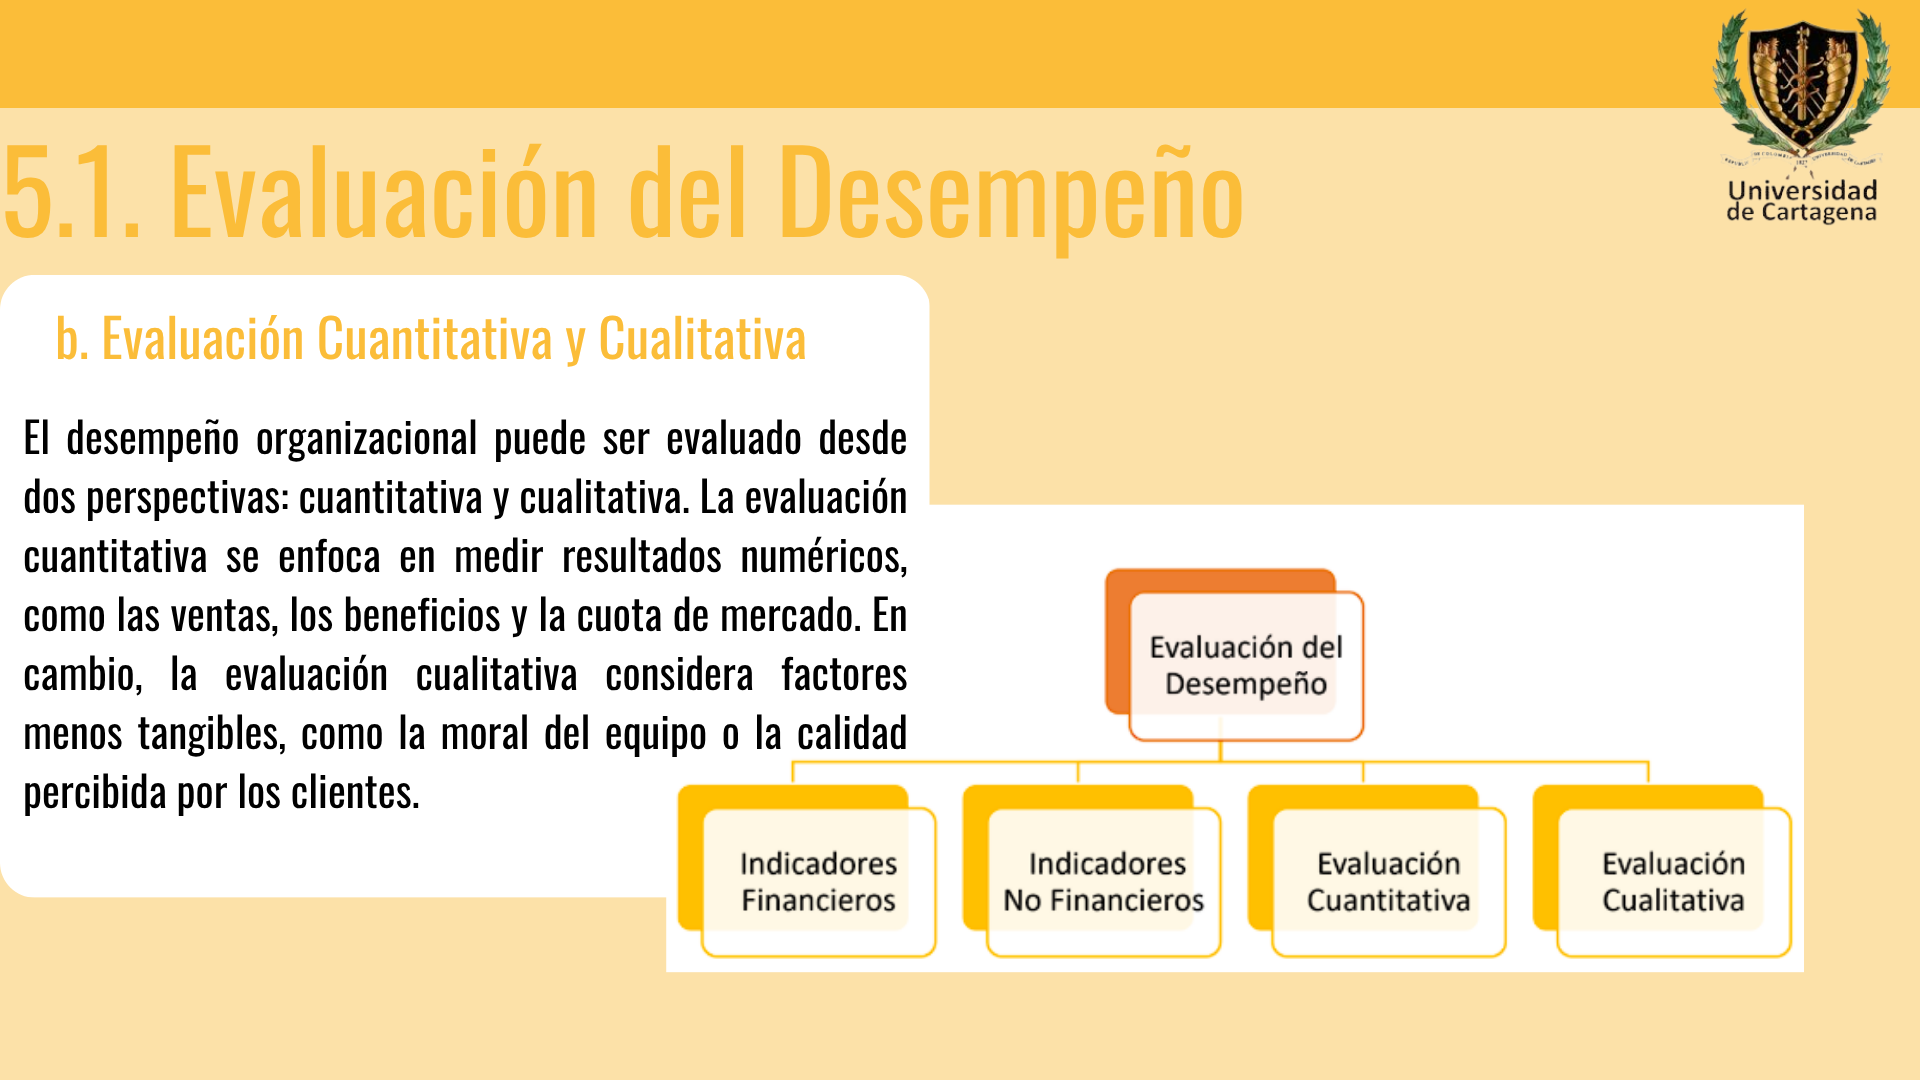 Universidad
de Cartagena
5.1. Evaluación del Desempeño
b. Evaluación Cuantitativa y Cualitativa
El desempeño organizacional puede ser evaluado desde
dos perspectivas: cuantitativa y cualitativa. La evaluación
cuantitativa se enfoca en medir resultados numéricos,
como las ventas, los beneficios y la cuota de mercado. En
cambio, la evaluación cualitativa considera factores
menos tangibles, como la moral del equipo o la calidad
percibida por los clientes.
Evaluación del
Desempeño
Indicadores
Financieros
Indicadores
No Financieros
Evaluación
Cuantitativa
Evaluación
Cualitativa